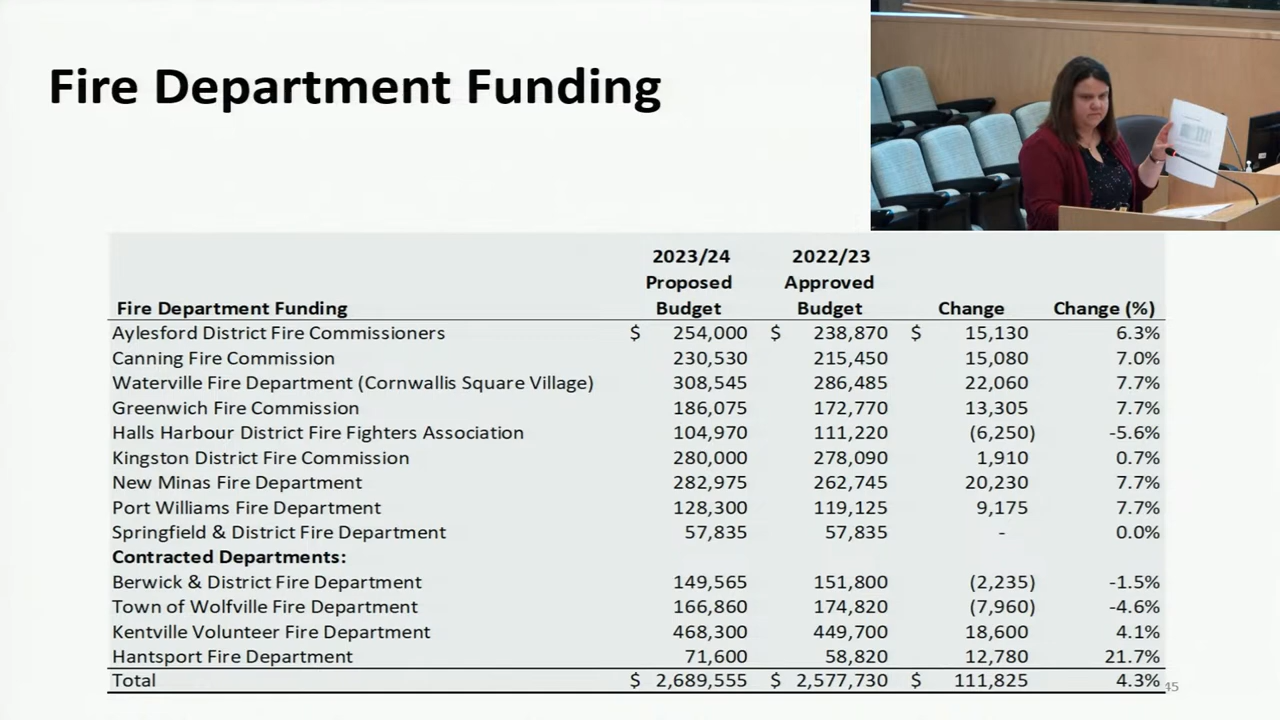 Fire Department Funding
2023/24 2022/23
Proposed Approved
Fire Department Funding Budget Budget Change Change (%)
Aylesford District Fire Commissioners $ 254,000 $ 238,870 $ 15,130 6.3%
Canning Fire Commission 230,530 215,450 15,080 7.0%
Waterville Fire Department (Cornwallis Square Village) 308,545 286,485 22,060 7.7%
Greenwich Fire Commission 186,075 172,770 13,305 7.7%
Halls Harbour District Fire Fighters Association 104,970 111,220 (6,250) -5.6%
Kingston District Fire Commission 280,000 278,090 1,910 0.7%
New Minas Fire Department 282,975 262,745 20,230 7.7%
Port Williams Fire Department 128,300 119,125 9,175 7.7%
Springfield & District Fire Department 57,835 57,835 - 0.0%
Contracted Departments:
Berwick & District Fire Department 149,565 151,800 (2,235) -1.5%
Town of Wolfville Fire Department 166,860 174,820 (7,960) -4.6%
Kentville Volunteer Fire Department 468,300 449,700 18,600 4.1%
Hantsport Fire Department 71,600 58,820 12,780 21.7%
Total $ 2,689,555 $ 2,577,730 $ 111,825 4.3%
45